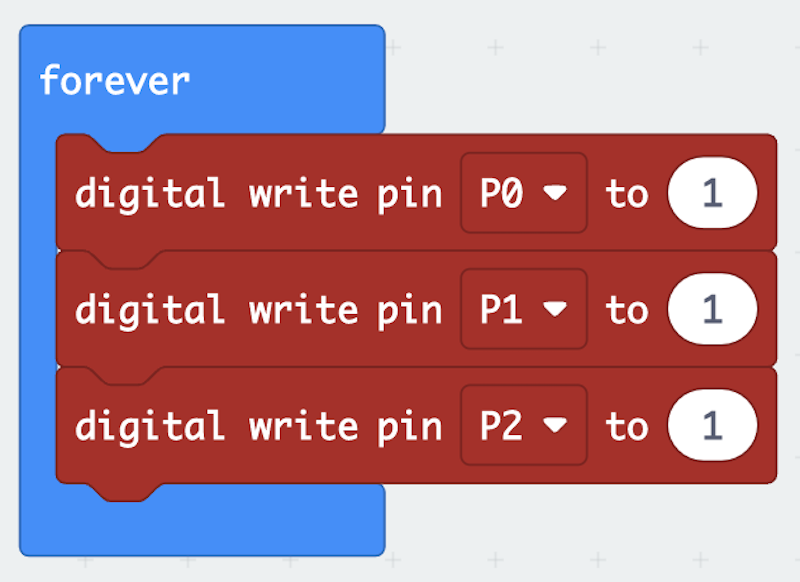 forever
digital write pin P0 to 1
digital write pin P1 to 1
digital write pin P2 to 1